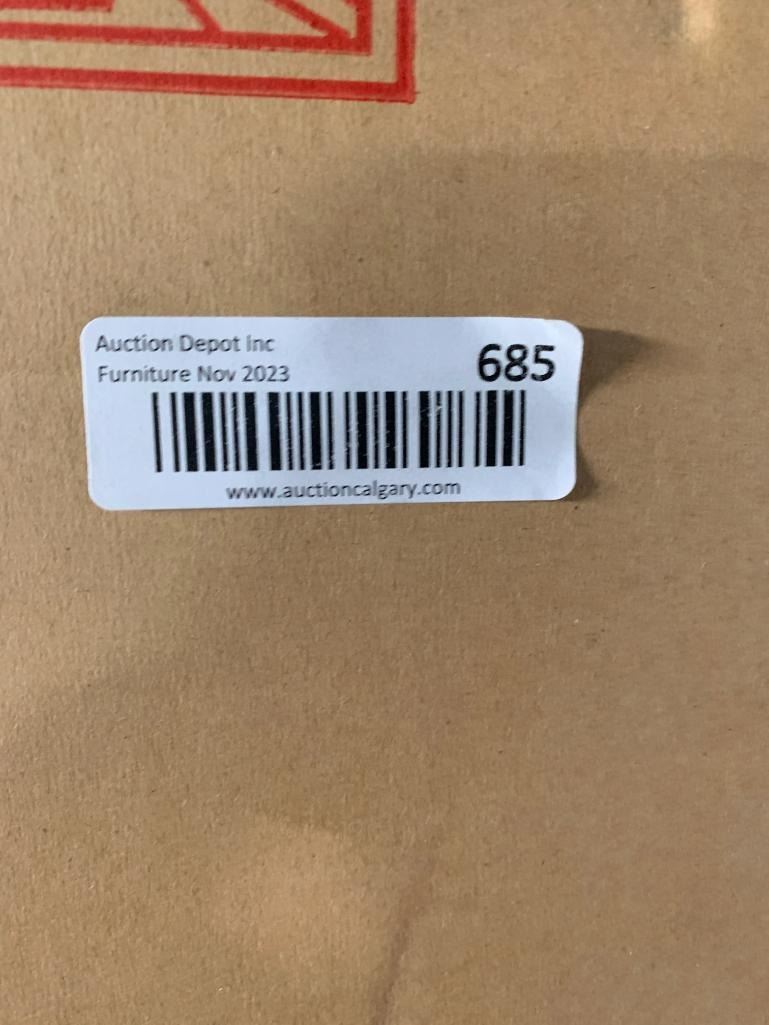 Auction Depot Inc
Furniture Nov 2023
685
www.auctioncalgary.com